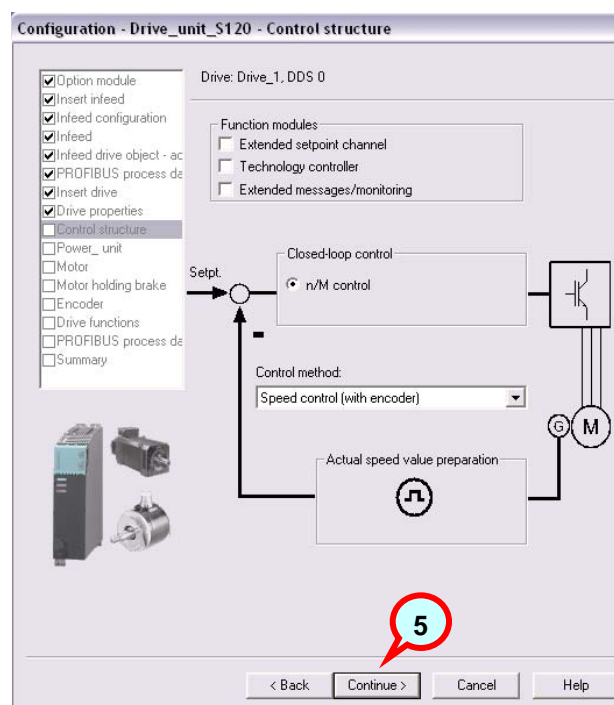 Configuration - Drive_unit_S120 - Control structure
Option module
Insert infeed
Infeed configuration
Infeed
Infeed drive object - ac
PROFIBUS process da
Insert drive
Drive properties
Control structure
Power_ unit
Motor
Motor holding brake
Encoder
Drive functions
PROFIBUS process da
Summary
Drive: Drive_1, DDS 0
Function modules
Extended setpoint channel
Technology controller
Extended messages/monitoring
Closed-loop control
Setpt.
n/M control
Control method:
Speed control (with encoder)
G
M
Actual speed value preparation
5
< Back
Continue >
Cancel
Help